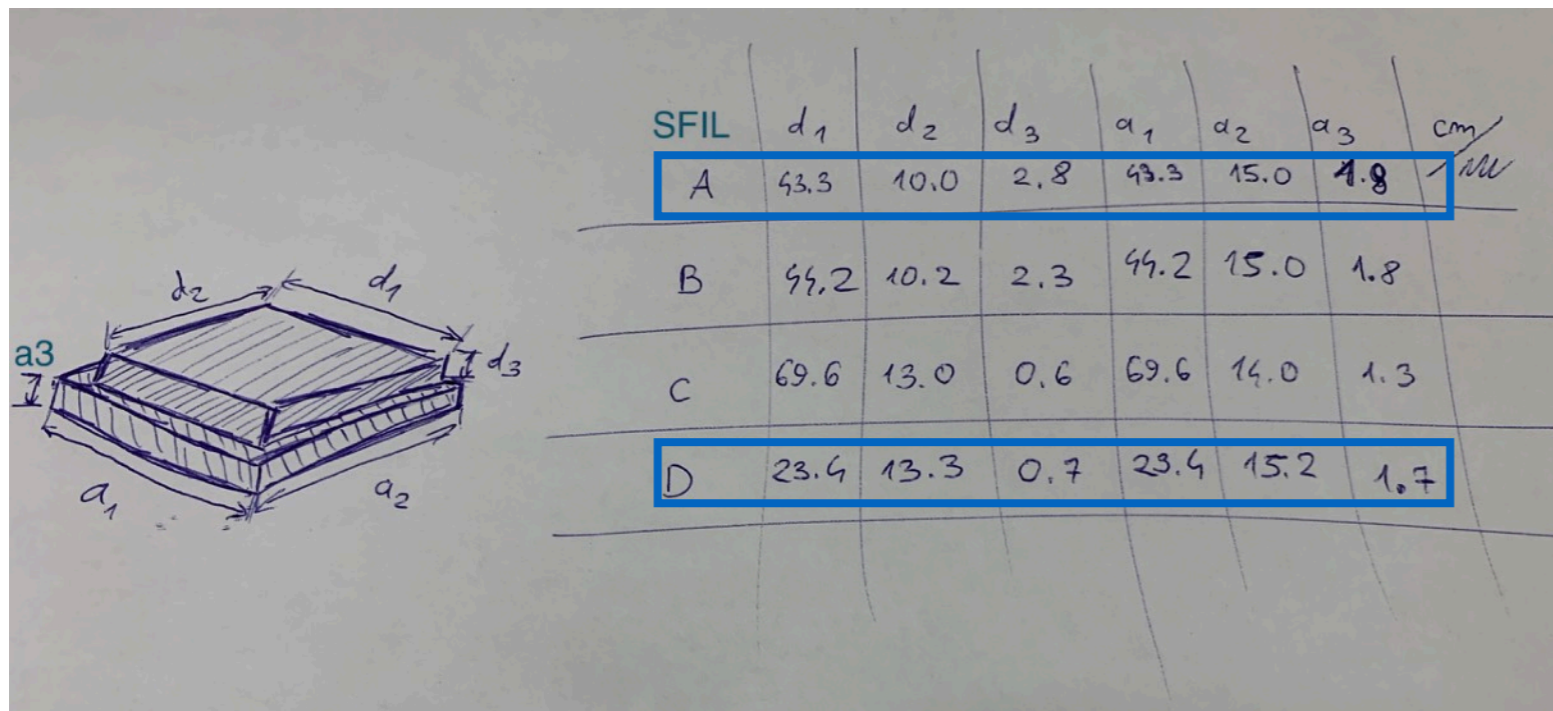 SFIL d1 d2 d3 a1 a2 a3 cm/
A 43.3 10.0 2.8 43.3 15.0 1.8
B 44.2 10.2 2.3 44.2 15.0 1.8
C 69.6 13.0 0.6 69.6 14.0 1.3
D 23.4 13.3 0.7 23.4 15.2 1.7
d2 d1
a3 d3
a1 a2